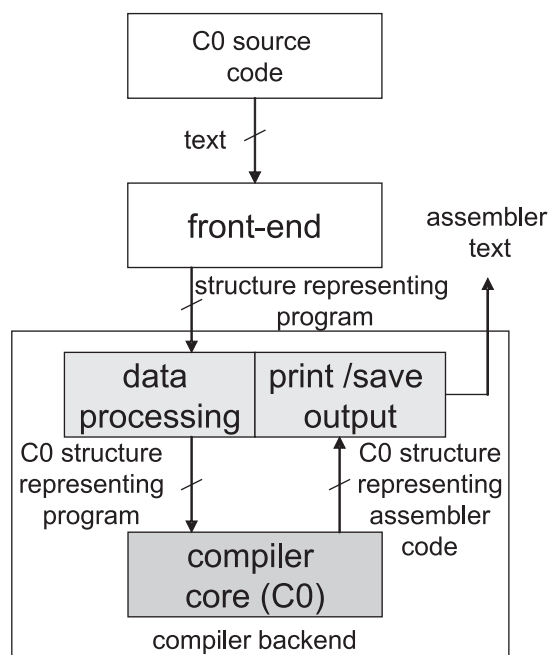 C0 source
code
text
front-end
assembler
text
structure representing
program
data
processing
print /save
output
C0 structure
representing
program
C0 structure
representing
assembler
code
compiler
core (C0)
compiler backend